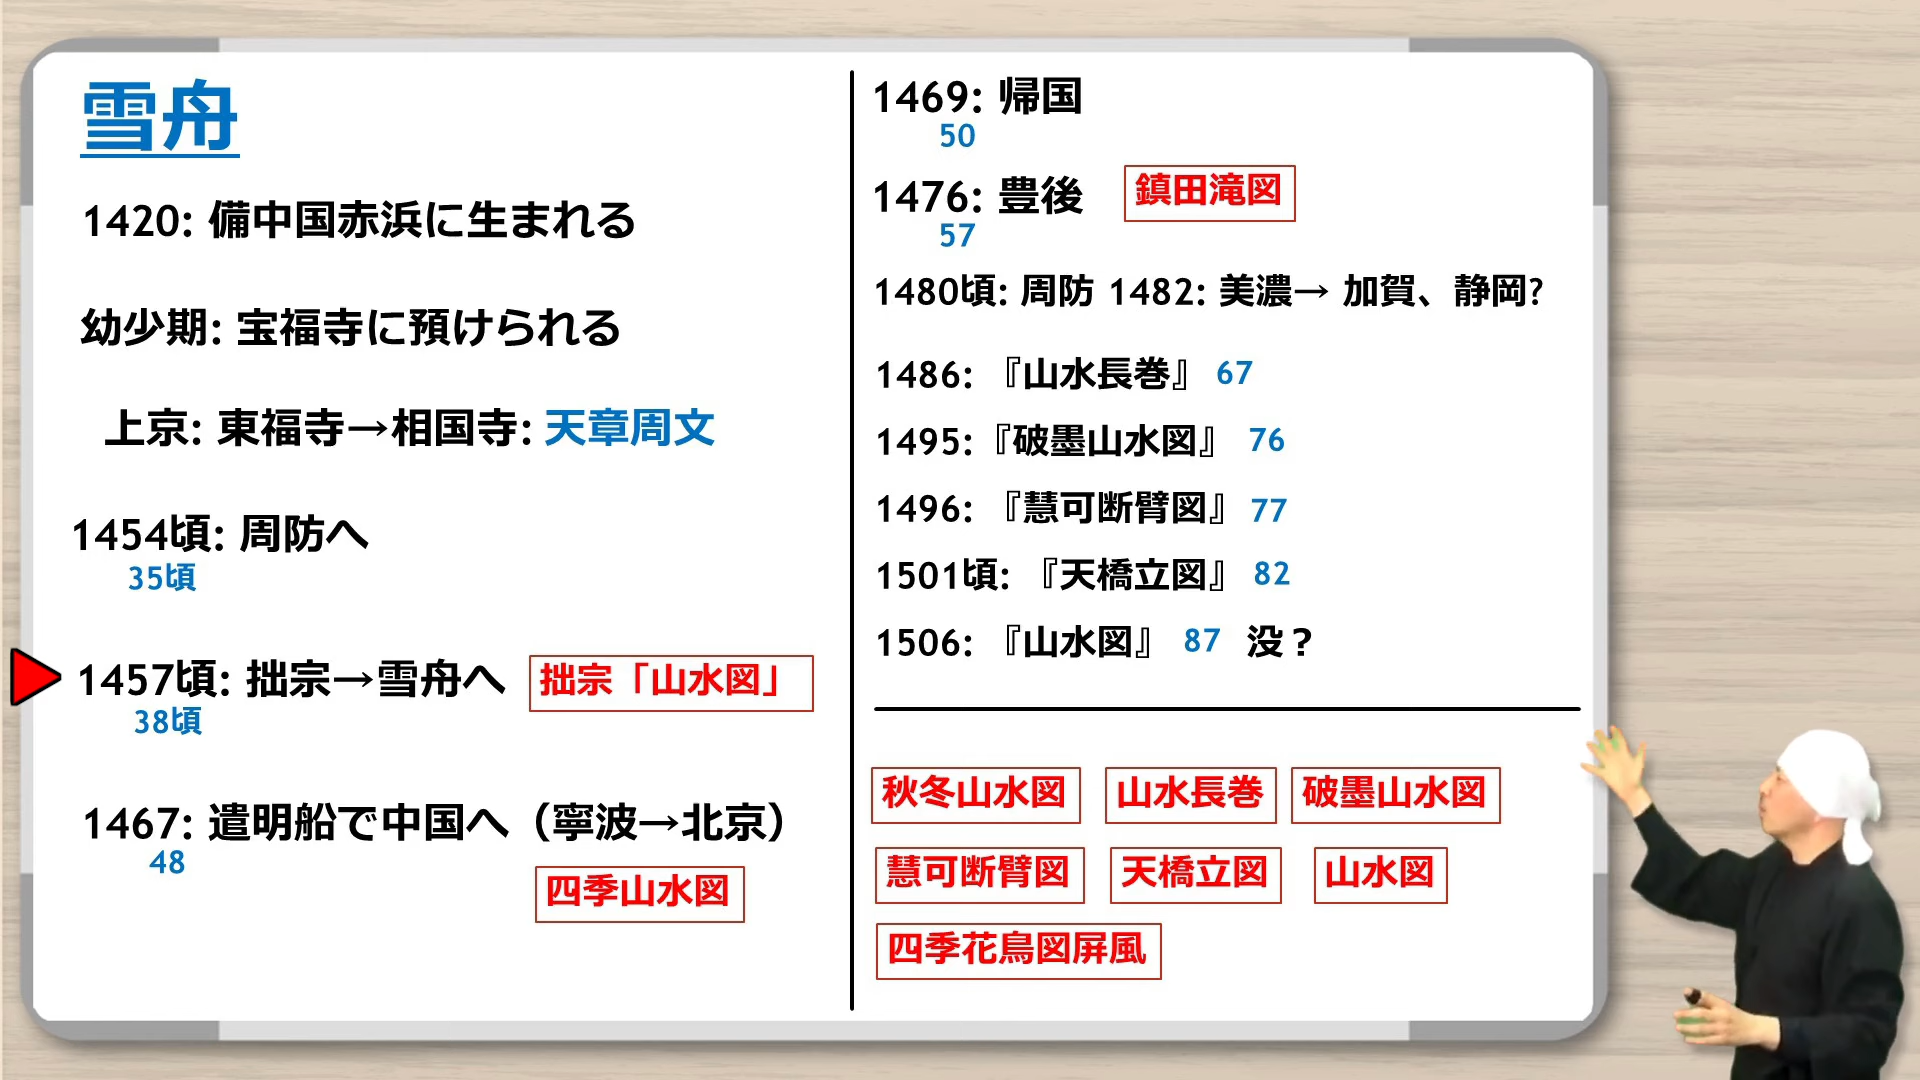 雪舟
1420: 備中国赤浜に生まれる
幼少期: 宝福寺に預けられる
上京: 東福寺→相国寺: 天章周文
1454頃: 周防へ
35頃
1457頃: 拙宗→雪舟へ 拙宗「山水図」
38頃
1467: 遣明船で中国へ（寧波→北京）
48
四季山水図
1469: 帰国
50
1476: 豊後 鎮田滝図
57
1480頃: 周防 1482: 美濃→ 加賀、静岡?
1486: 『山水長巻』 67
1495:『破墨山水図』 76
1496: 『慧可断臂図』 77
1501頃: 『天橋立図』 82
1506: 『山水図』 87 没？
秋冬山水図 山水長巻 破墨山水図
慧可断臂図 天橋立図 山水図
四季花鳥図屏風